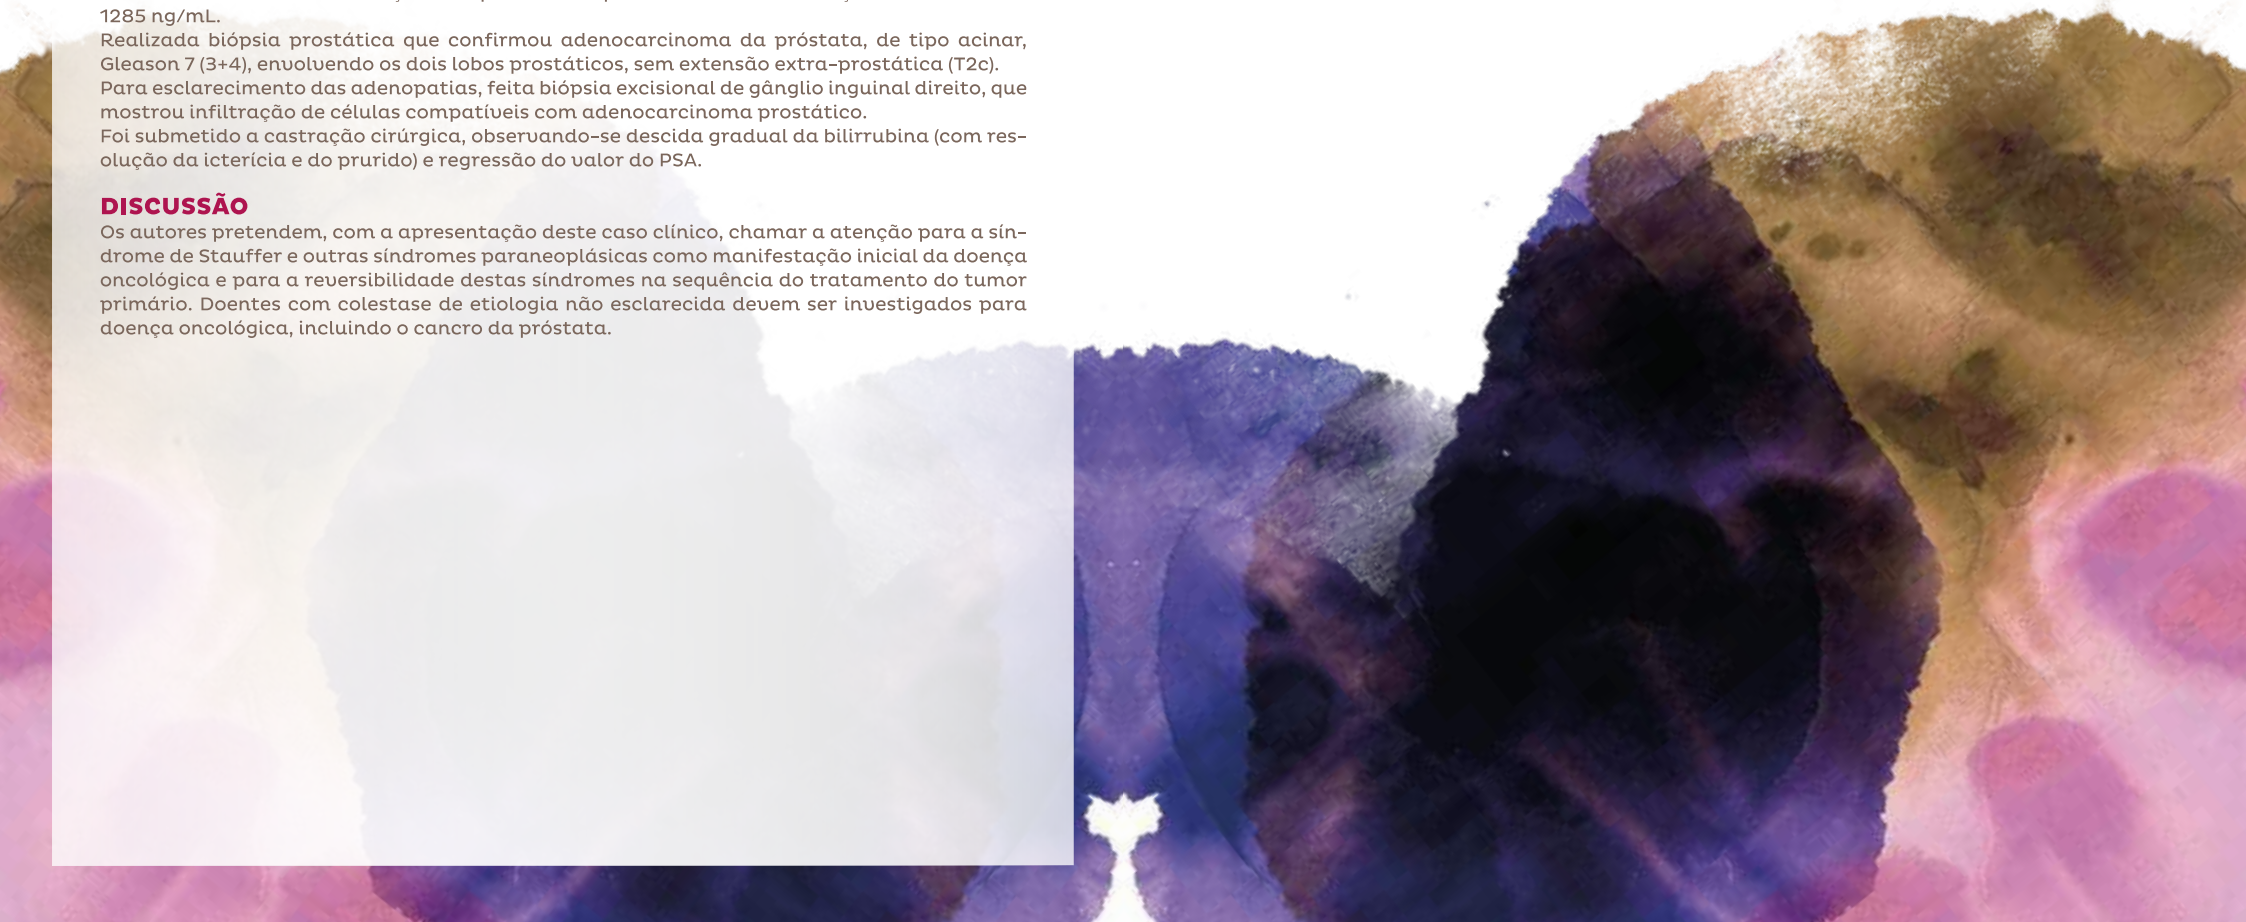 1285 ng/mL.
Realizada biópsia prostática que confirmou adenocarcinoma da próstata, de tipo acinar,
Gleason 7 (3+4), envolvendo os dois lobos prostáticos, sem extensão extra-prostática (T2c).
Para esclarecimento das adenopatias, feita biópsia excisional de gânglio inguinal direito, que
mostrou infiltração de células compatíveis com adenocarcinoma prostático.
Foi submetido a castração cirúrgica, observando-se descida gradual da bilirrubina (com res-
olução da icterícia e do prurido) e regressão do valor do PSA.
DISCUSSÃO
Os autores pretendem, com a apresentação deste caso clínico, chamar a atenção para a sín-
drome de Stauffer e outras síndromes paraneoplásicas como manifestação inicial da doença
oncológica e para a reversibilidade destas síndromes na sequência do tratamento do tumor
primário. Doentes com colestase de etiologia não esclarecida devem ser investigados para
doença oncológica, incluindo o cancro da próstata.